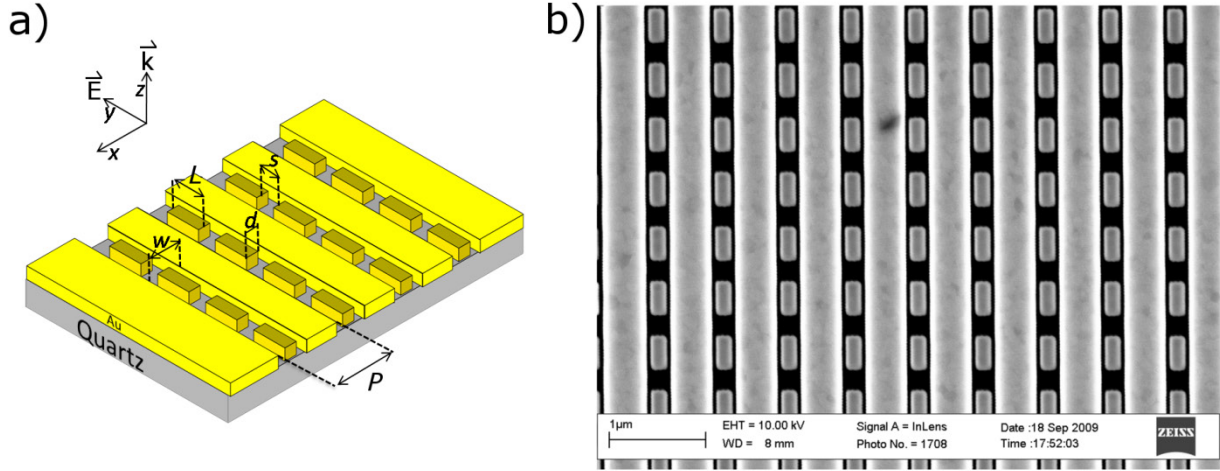 a)
k
E
z
y
x
S
L
d
w
Au
Quartz
P
b)
1µm
EHT = 10.00 kV
Signal A = InLens
Date :18 Sep 2009
WD = 8 mm
Photo No. = 1708
Time :17:52:03
ZEISS